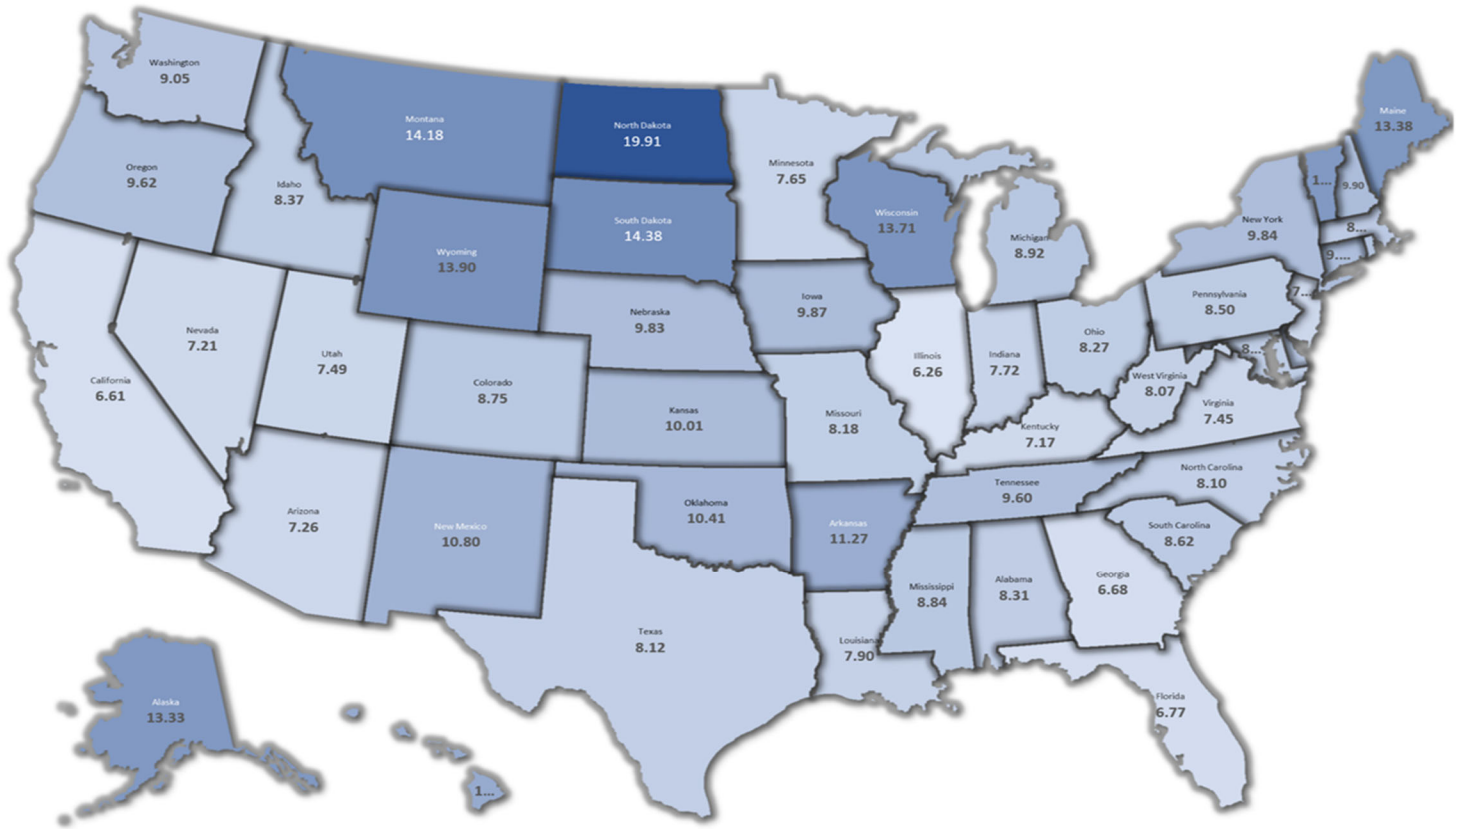 Washington
9.05
Oregon
9.62
California
6.61
Nevada
7.21
Idaho
8.37
Montana
14.18
Wyoming
13.90
Utah
7.49
Arizona
7.26
Colorado
8.75
New Mexico
10.80
North Dakota
19.91
South Dakota
14.38
Nebraska
9.83
Kansas
10.01
Oklahoma
10.41
Texas
8.12
Minnesota
7.65
Iowa
9.87
Missouri
8.18
Arkansas
11.27
Louisiana
7.90
Wisconsin
13.71
Illinois
6.26
Michigan
8.92
Indiana
7.72
Ohio
8.27
Kentucky
7.17
Tennessee
9.60
Mississippi
8.84
Alabama
8.31
Georgia
6.68
Florida
6.77
South Carolina
8.62
North Carolina
8.10
Virginia
7.45
West Virginia
8.07
Pennsylvania
8.50
New York
9.84
Maine
13.38
1...
9.90
8...
9....
7...
8...
Alaska
13.33
1...